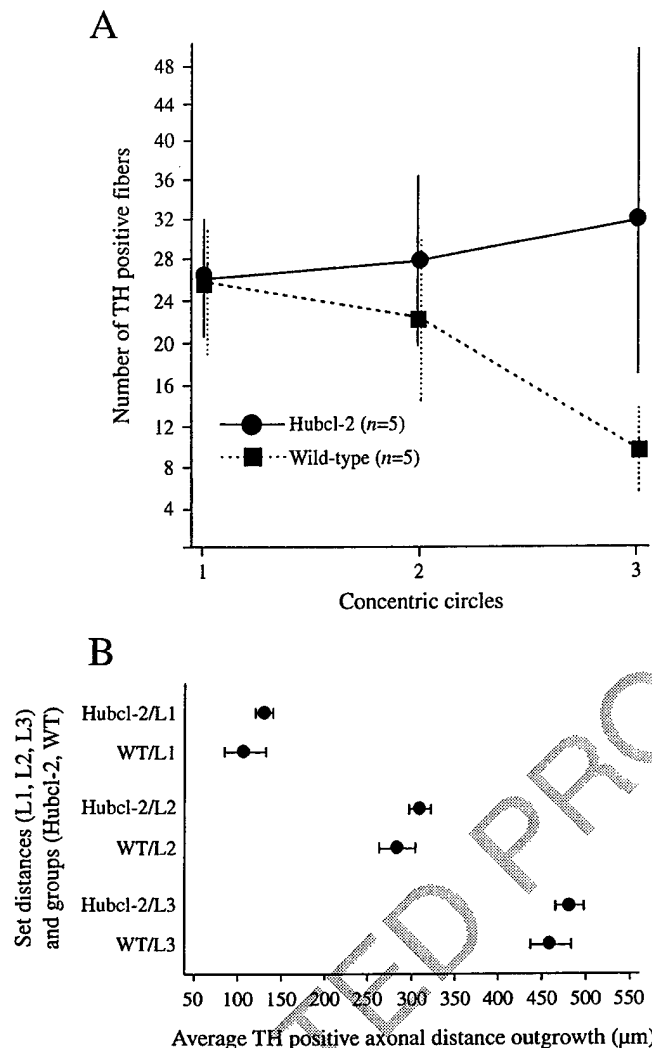 A
48
44
40
36
32
28
24
20
16
12
8
4
Number of TH positive fibers
Hubcl-2 (n=5)
Wild-type (n=5)
1 2 3
Concentric circles
B
Set distances (L1, L2, L3)
and groups (Hubcl-2, WT)
Hubcl-2/L1
WT/L1
Hubcl-2/L2
WT/L2
Hubcl-2/L3
WT/L3
50 100 150 200 250 300 350 400 450 500 550
Average TH positive axonal distance outgrowth (μm)
TED PRO